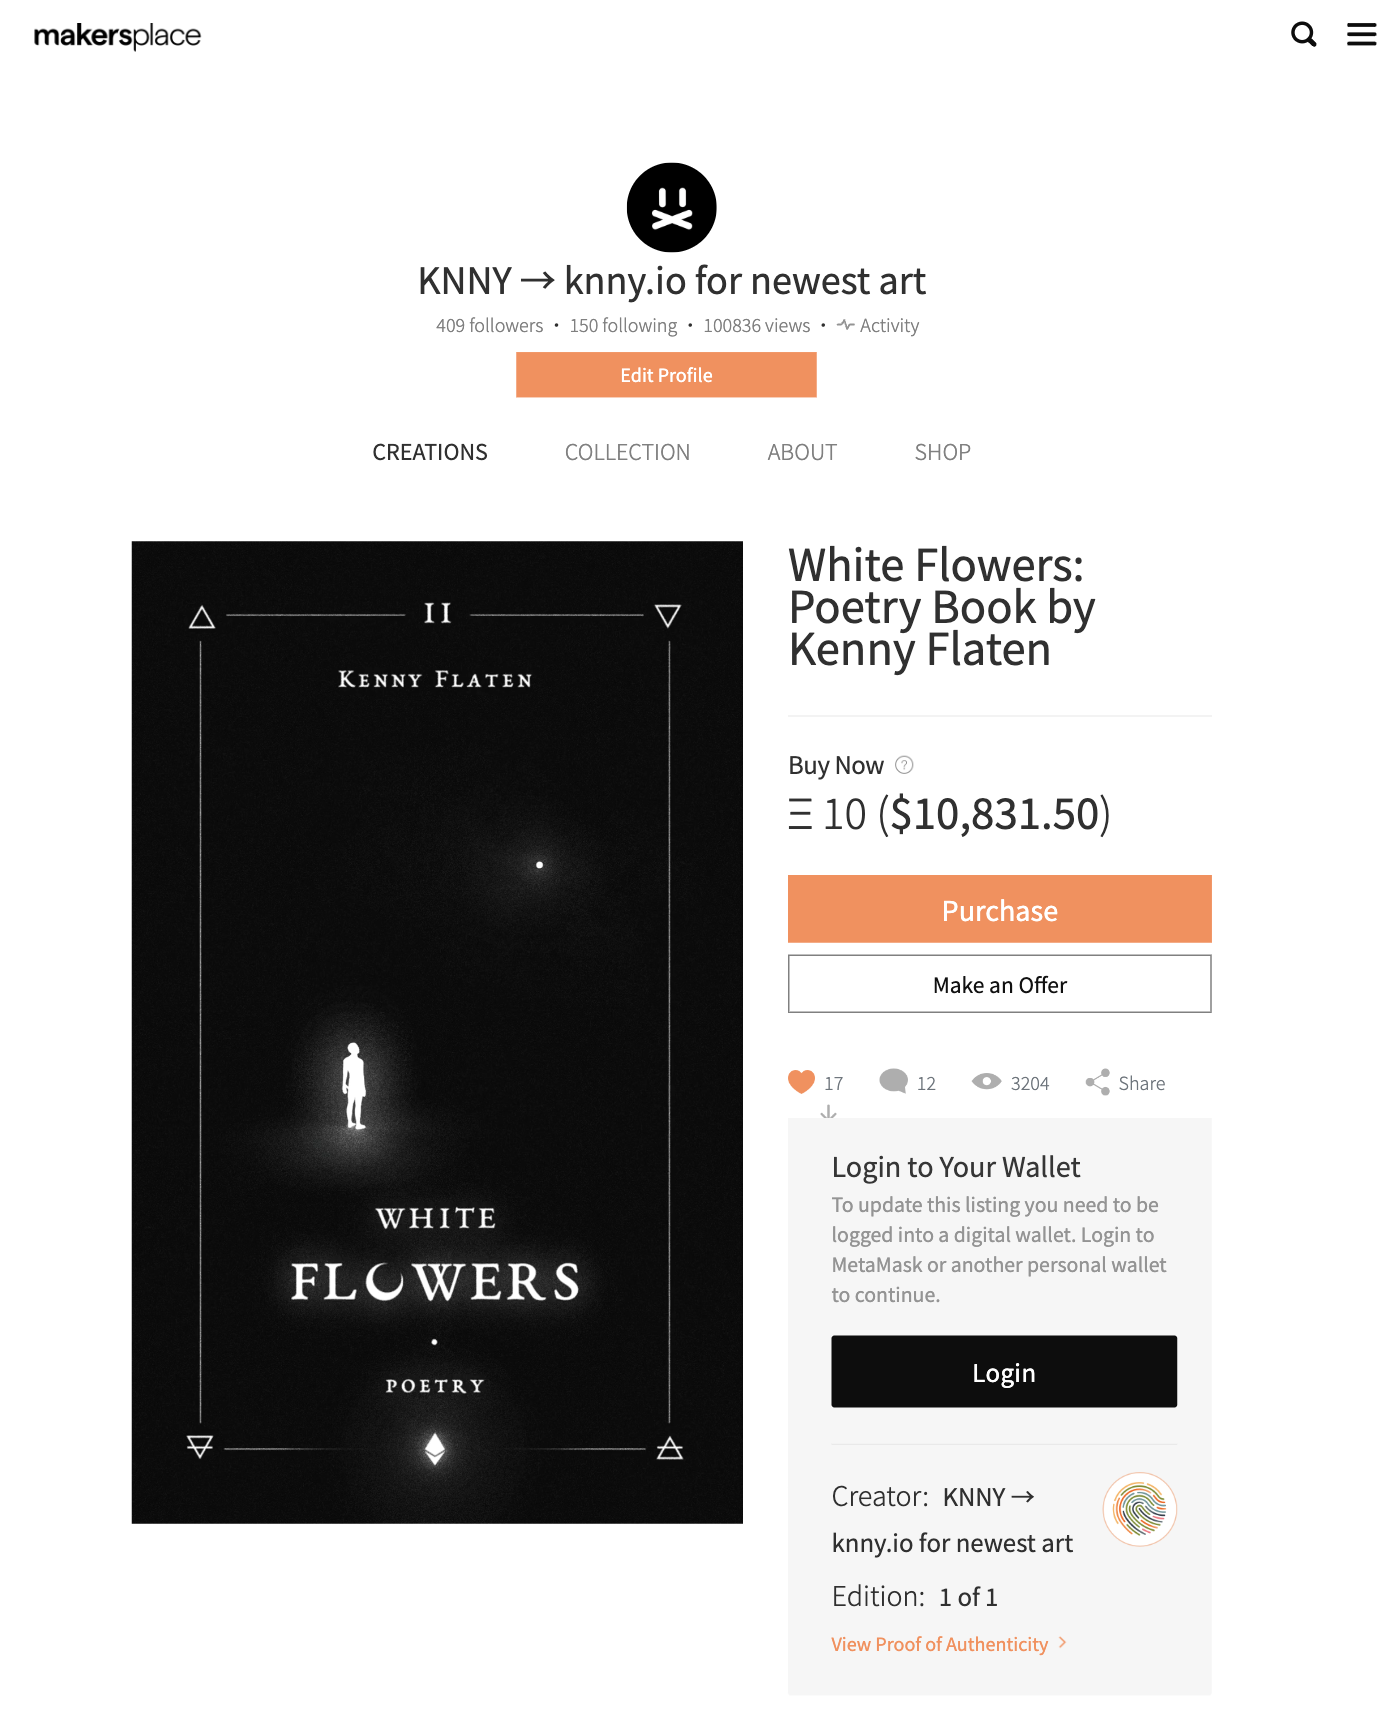 makersplace
KNNY → knny.io for newest art
409 followers • 150 following • 100836 views • Activity
Edit Profile
CREATIONS COLLECTION ABOUT SHOP
II
KENNY FLATEN
WHITE
FLOWERS
POETRY
White Flowers:
Poetry Book by
Kenny Flaten
Buy Now ?
Ξ 10 ($10,831.50)
Purchase
Make an Offer
17 12 3204 Share
Login to Your Wallet
To update this listing you need to be
logged into a digital wallet. Login to
MetaMask or another personal wallet
to continue.
Login
Creator: KNNY →
knny.io for newest art
Edition: 1 of 1
View Proof of Authenticity >